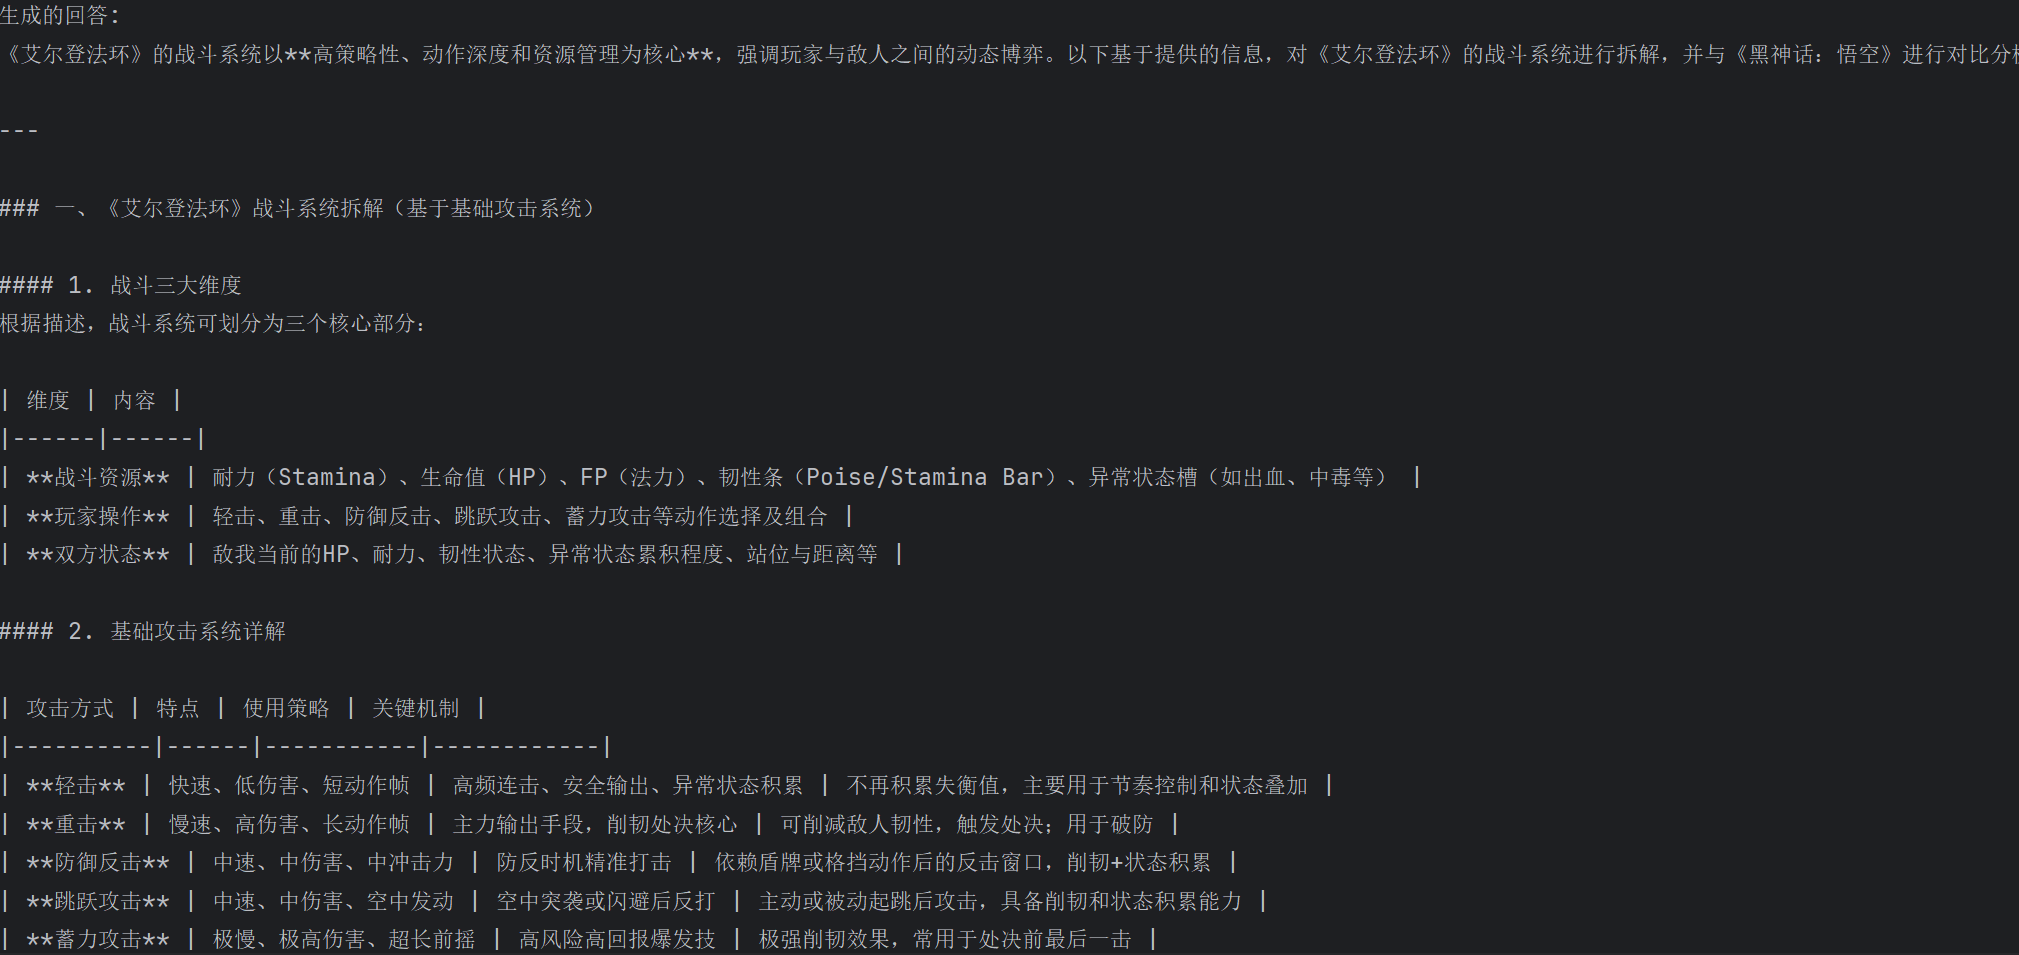 生成的回答：
《艾尔登法环》的战斗系统以**高策略性、动作深度和资源管理为核心**，强调玩家与敌人之间的动态博弈。以下基于提供的信息，对《艾尔登法环》的战斗系统进行拆解，并与《黑神话：悟空》进行对比分
---
### 一、《艾尔登法环》战斗系统拆解（基于基础攻击系统）
#### 1. 战斗三大维度
根据描述，战斗系统可划分为三个核心部分：
| 维度 | 内容 |
|------|------|
| **战斗资源** | 耐力（Stamina）、生命值（HP）、FP（法力）、韧性条（Poise/Stamina Bar）、异常状态槽（如出血、中毒等） |
| **玩家操作** | 轻击、重击、防御反击、跳跃攻击、蓄力攻击等动作选择及组合 |
| **双方状态** | 敌我当前的HP、耐力、韧性状态、异常状态累积程度、站位与距离等 |
#### 2. 基础攻击系统详解
| 攻击方式 | 特点 | 使用策略 | 关键机制 |
|----------|------|-----------|------------|
| **轻击** | 快速、低伤害、短动作帧 | 高频连击、安全输出、异常状态积累 | 不再积累失衡值，主要用于节奏控制和状态叠加 |
| **重击** | 慢速、高伤害、长动作帧 | 主力输出手段，削韧处决核心 | 可削减敌人韧性，触发处决；用于破防 |
| **防御反击** | 中速、中伤害、中冲击力 | 防反时机精准打击 | 依赖盾牌或格挡动作后的反击窗口，削韧+状态积累 |
| **跳跃攻击** | 中速、中伤害、空中发动 | 空中突袭或闪避后反打 | 主动或被动起跳后攻击，具备削韧和状态积累能力 |
| **蓄力攻击** | 极慢、极高伤害、超长前摇 | 高风险高回报爆发技 | 极强削韧效果，常用于处决前最后一击 |